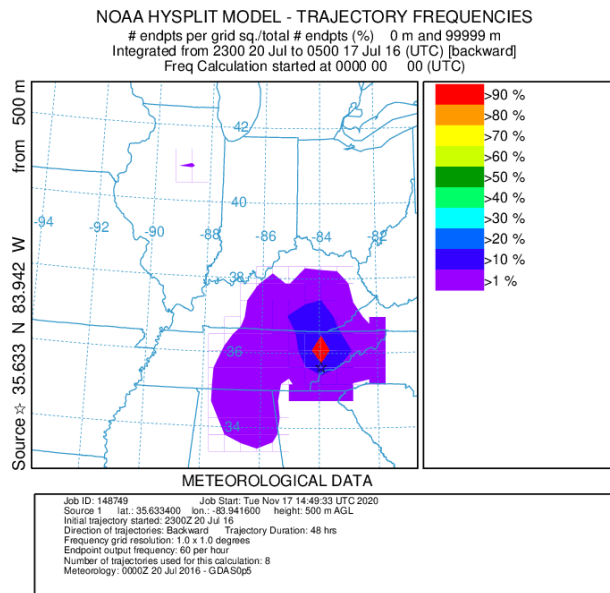 NOAA HYSPLIT MODEL - TRAJECTORY FREQUENCIES
# endpts per grid sq./total # endpts (%) 0 m and 99999 m
Integrated from 2300 20 Jul to 0500 17 Jul 16 (UTC) [backward]
Freq Calculation started at 0000 00 00 (UTC)
Source ☆ 35.633 N 83.942 W from 500 m
42
-94
-92
-90
-88
40
-86
-84
-82
38
36
34
>90 %
>80 %
>70 %
>60 %
>50 %
>40 %
>30 %
>20 %
>10 %
>1 %
METEOROLOGICAL DATA
Job ID: 148749 Job Start: Tue Nov 17 14:49:33 UTC 2020
Source 1 lat.: 35.633400 lon.: -83.941600 height: 500 m AGL
Initial trajectory started: 2300Z 20 Jul 16
Direction of trajectories: Backward Trajectory Duration: 48 hrs
Frequency grid resolution: 1.0 x 1.0 degrees
Endpoint output frequency: 60 per hour
Number of trajectories used for this calculation: 8
Meteorology: 0000Z 20 Jul 2016 - GDAS0p5